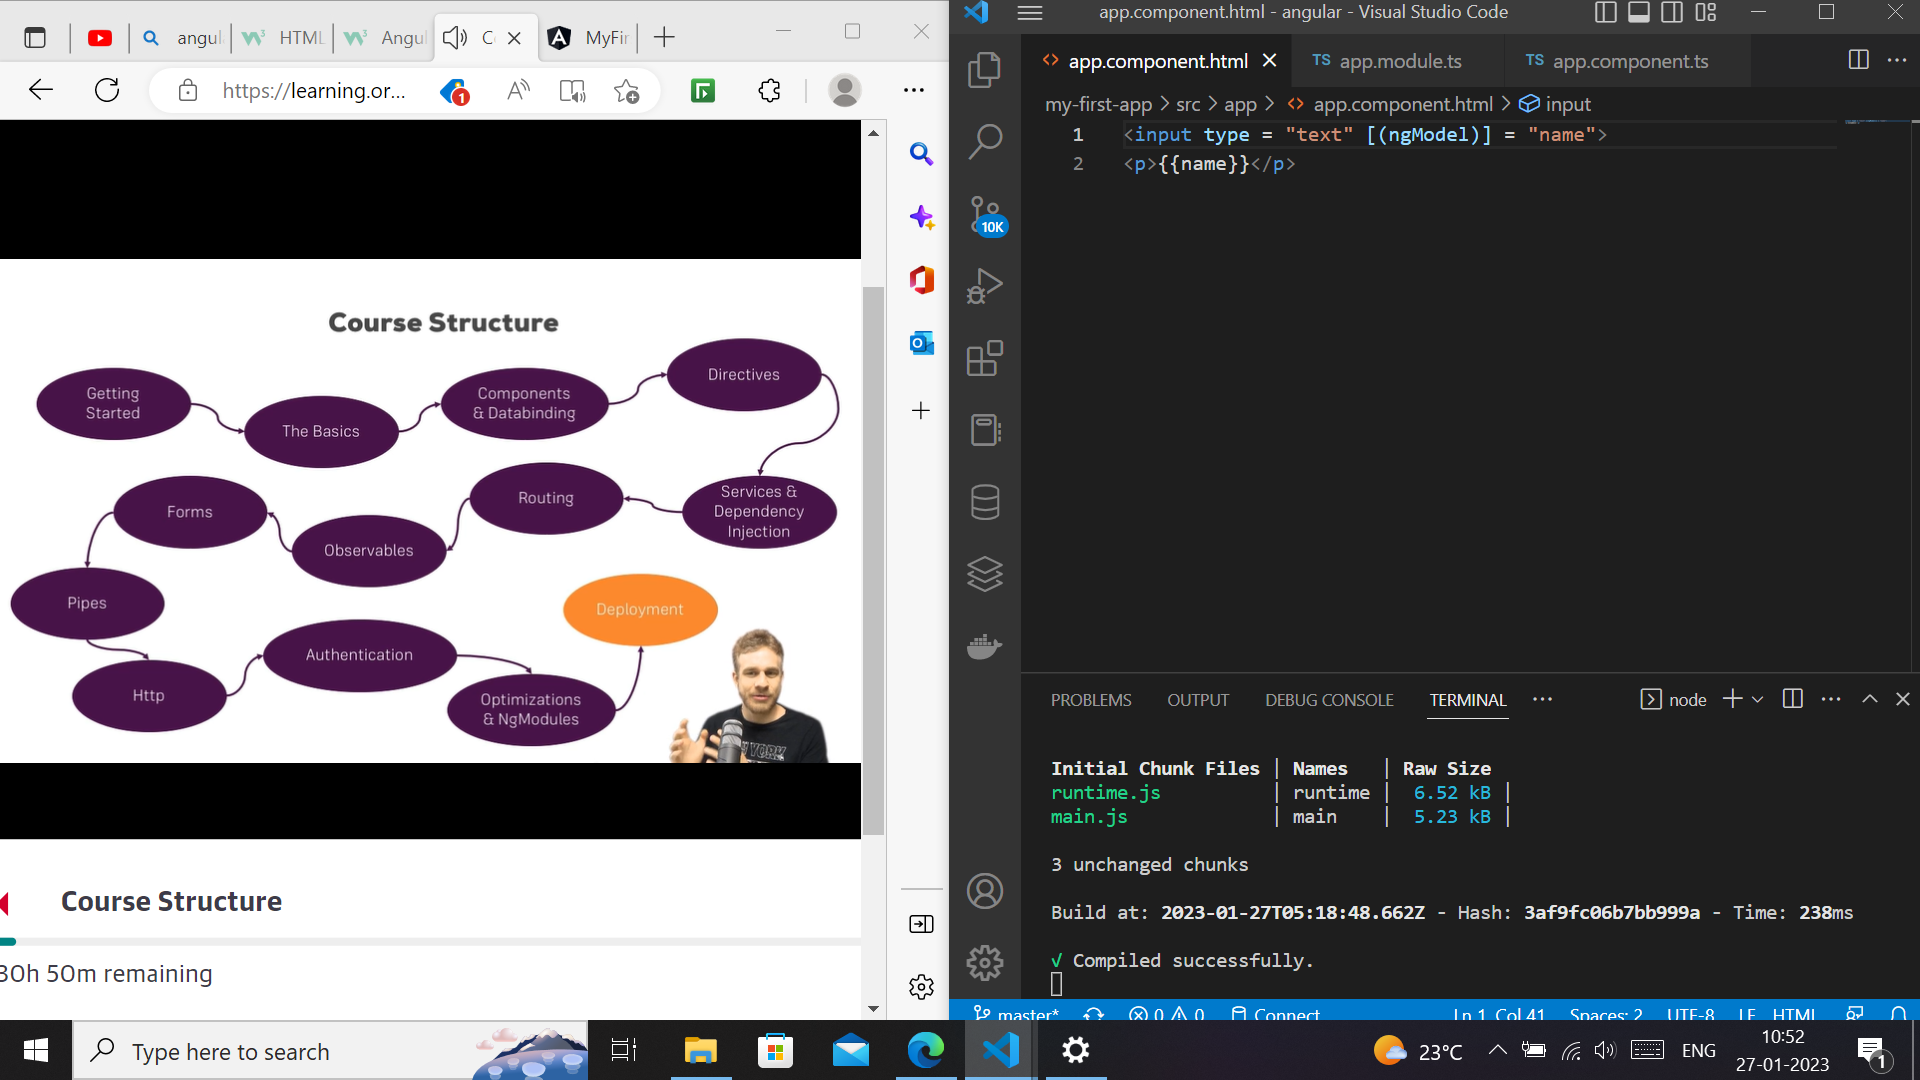 angul
HTML
Angul
C
MyFir
https://learning.or...
1
Course Structure
Getting
Started
The Basics
Components
& Databinding
Directives
Services &
Dependency
Injection
Routing
Observables
Forms
Pipes
Http
Authentication
Optimizations
& NgModules
Deployment
Course Structure
30h 50m remaining
app.component.html - angular - Visual Studio Code
app.component.html
TS app.module.ts
TS app.component.ts
my-first-app > src > app > app.component.html > input
10K
1 <input type = "text" [(ngModel)] = "name">
2 <p>{{name}}</p>
PROBLEMS OUTPUT DEBUG CONSOLE TERMINAL ... node
Initial Chunk Files | Names | Raw Size
runtime.js | runtime | 6.52 kB |
main.js | main | 5.23 kB |
3 unchanged chunks
Build at: 2023-01-27T05:18:48.662Z - Hash: 3af9fc06b7bb999a - Time: 238ms
√ Compiled successfully.
master* 0 0 Connect Ln 1, Col 41 Spaces: 2 UTF-8 LF HTML
Type here to search
23°C
ENG
10:52
27-01-2023
1